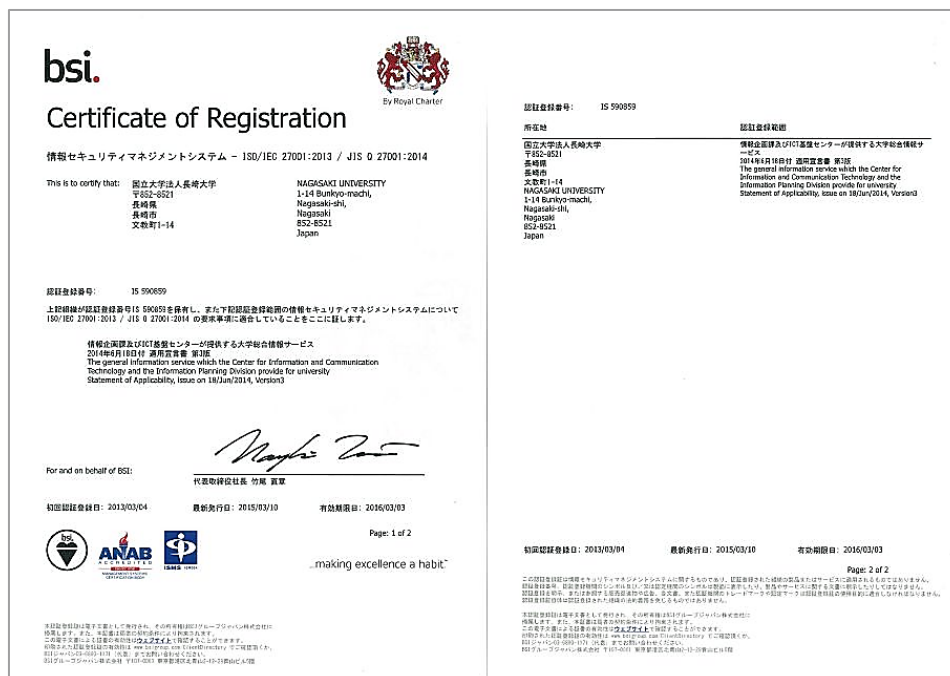 bsi.
By Royal Charter
Certificate of Registration
情報セキュリティマネジメントシステム - ISO/IEC 27001:2013 / JIS Q 27001:2014
This is to certify that:
国立大学法人長崎大学
〒852-8521
長崎県
長崎市
文教町1-14
NAGASAKI UNIVERSITY
1-14 Bunkyo-machi,
Nagasaki-shi,
Nagasaki
852-8521
Japan
認証登録番号: IS 590859
上記組織が認証登録番号IS 590859を保有し、また下記認証登録範囲の情報セキュリティマネジメントシステムについて
ISO/IEC 27001:2013 / JIS Q 27001:2014 の要求事項に適合していることをここに証します。
情報企画課及びICT基盤センターが提供する大学総合情報サービス
2014年6月18日付 適用宣言書 第3版
The general information service which the Center for Information and Communication
Technology and the Information Planning Division provide for university
Statement of Applicability, issue on 18/Jun/2014, Version3
For and on behalf of BSI:
代表取締役社長 竹尾 直章
初回認証登録日: 2013/03/04 最新発行日: 2015/03/10 有効期限日: 2016/03/03
Page: 1 of 2
bsi.
ANAB
ACCREDITED
ISMS
...making excellence a habit.™
認証登録番号: IS 590859
所在地 認証登録範囲
国立大学法人長崎大学
〒852-8521
長崎県
長崎市
文教町1-14
NAGASAKI UNIVERSITY
1-14 Bunkyo-machi,
Nagasaki-shi,
Nagasaki
852-8521
Japan
情報企画課及びICT基盤センターが提供する大学総合情報サ
ービス
2014年6月18日付 適用宣言書 第3版
The general information service which the Center for
Information and Communication Technology and the
Information Planning Division provide for university
Statement of Applicability, issue on 18/Jun/2014, Version3
初回認証登録日: 2013/03/04 最新発行日: 2015/03/10 有効期限日: 2016/03/03
Page: 2 of 2